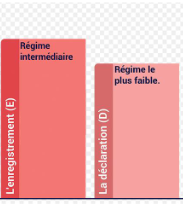 Régime
intermédiaire
L'enregistrement (E)
Régime le
plus faible.
La déclaration (D)